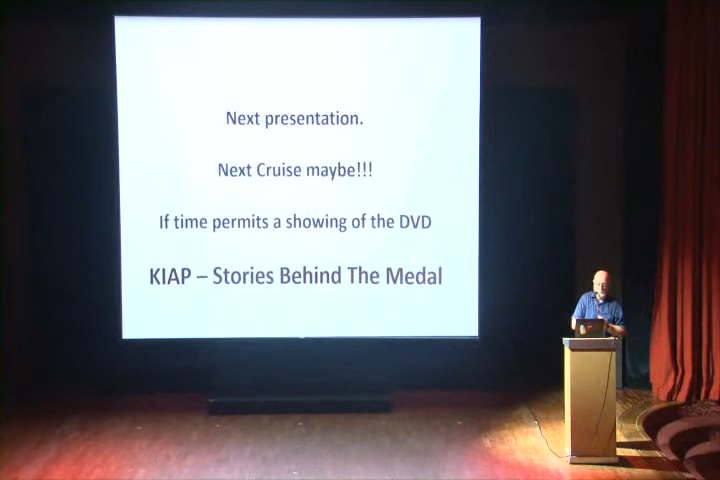 Next presentation.
Next Cruise maybe!!!
If time permits a showing of the DVD
KIAP – Stories Behind The Medal